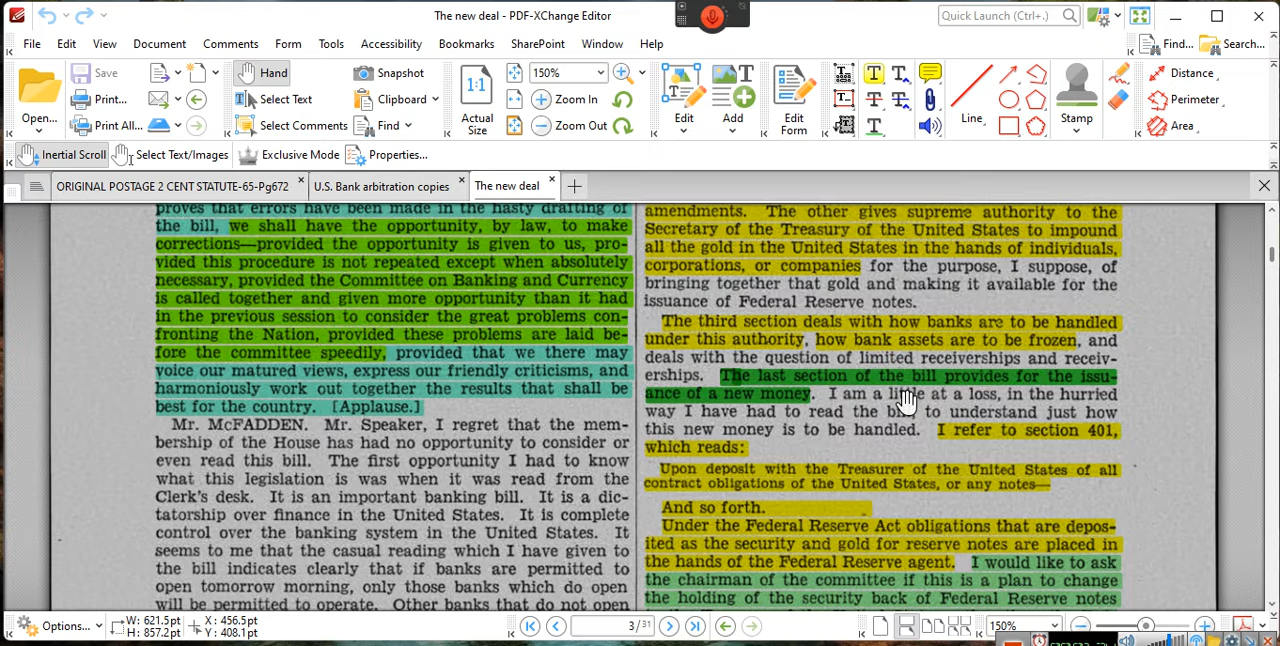 The new deal - PDF-XChange Editor
Quick Launch (Ctrl+.)
File Edit View Document Comments Form Tools Accessibility Bookmarks SharePoint Window Help
Find... Search...
Open...
Save
Print...
Print All...
Hand
Select Text
Select Comments
Snapshot
Clipboard
Find
Actual Size
150%
Zoom In
Zoom Out
Edit
Add
Edit Form
Line
Stamp
Distance
Perimeter
Area
Inertial Scroll Select Text/Images Exclusive Mode Properties...
ORIGINAL POSTAGE 2 CENT STATUTE-65-Pg672 U.S. Bank arbitration copies The new deal
proves that errors have been made in the hasty drafting of
the bill, we shall have the opportunity, by law, to make
corrections—provided the opportunity is given to us, pro-
vided this procedure is not repeated except when absolutely
necessary, provided the Committee on Banking and Currency
is called together and given more opportunity than it had
in the previous session to consider the great problems con-
fronting the Nation, provided these problems are laid be-
fore the committee speedily, provided that we there may
voice our matured views, express our friendly criticisms, and
harmoniously work out together the results that shall be
best for the country. [Applause.]
Mr. McFADDEN. Mr. Speaker, I regret that the mem-
bership of the House has had no opportunity to consider or
even read this bill. The first opportunity I had to know
what this legislation is was when it was read from the
Clerk's desk. It is an important banking bill. It is a dic-
tatorship over finance in the United States. It is complete
control over the banking system in the United States. It
seems to me that the casual reading which I have given to
the bill indicates clearly that if banks are permitted to
open tomorrow morning, only those banks which do open
will be permitted to operate. Other banks that do not open
amendments. The other gives supreme authority to the
Secretary of the Treasury of the United States to impound
all the gold in the United States in the hands of individuals,
corporations, or companies for the purpose, I suppose, of
bringing together that gold and making it available for the
issuance of Federal Reserve notes.
The third section deals with how banks are to be handled
under this authority, how bank assets are to be frozen, and
deals with the question of limited receiverships and receiv-
erships. The last section of the bill provides for the issu-
ance of a new money. I am a little at a loss, in the hurried
way I have had to read the bill, to understand just how
this new money is to be handled. I refer to section 401,
which reads:
Upon deposit with the Treasurer of the United States of all
contract obligations of the United States, or any notes—
And so forth.
Under the Federal Reserve Act obligations that are depos-
ited as the security and gold for reserve notes are placed in
the hands of the Federal Reserve agent. I would like to ask
the chairman of the committee if this is a plan to change
the holding of the security back of Federal Reserve notes
Options...
W: 621.5pt
H: 857.2pt
X: 456.5pt
Y: 408.1pt
3/31
150%